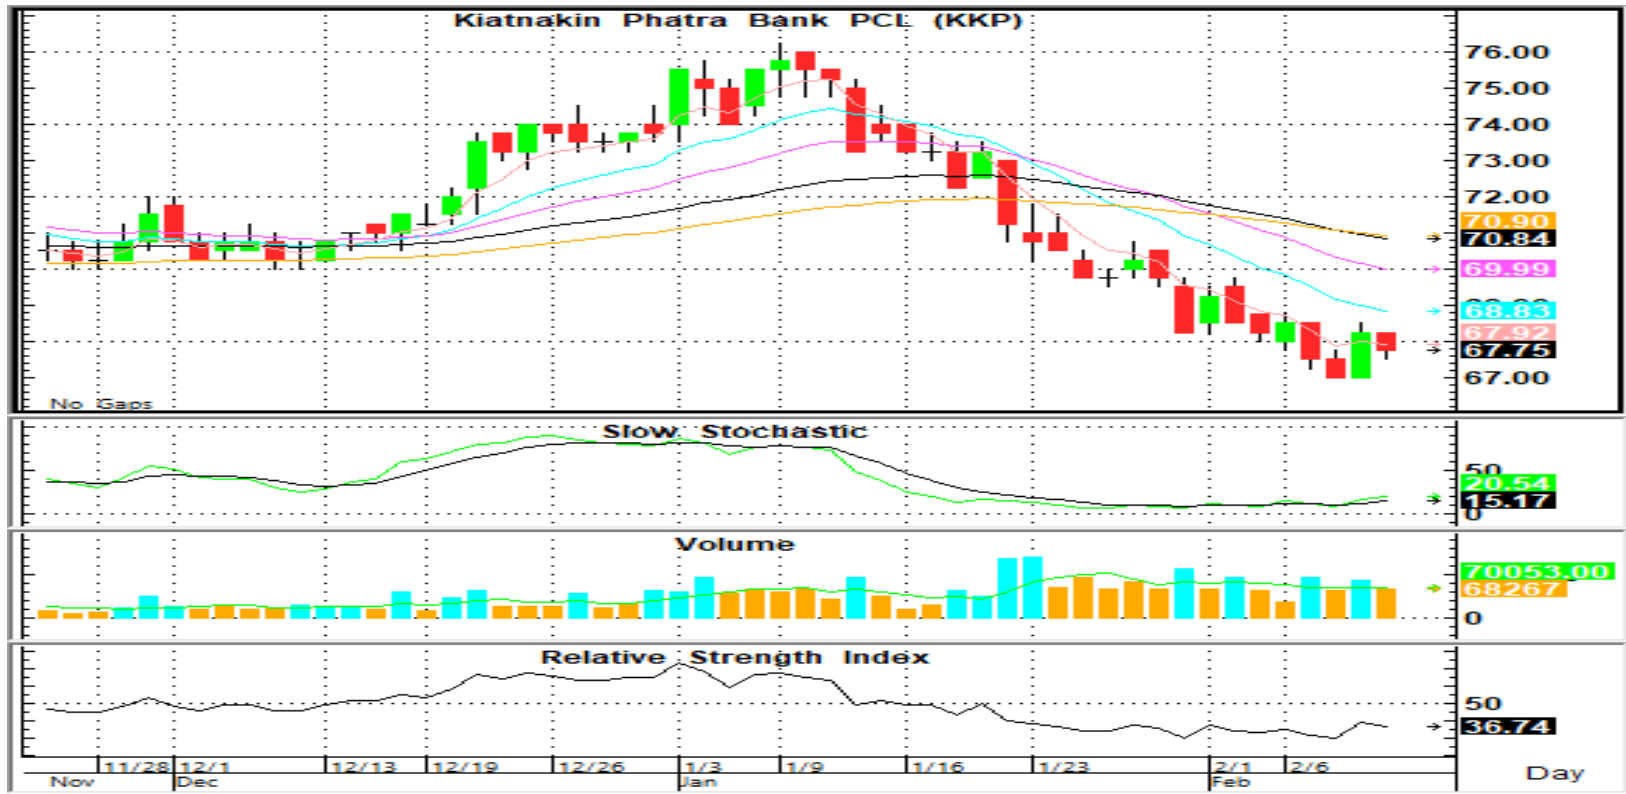 Kiatnakin Phatra Bank PCL (KKP)
76.00
75.00
74.00
73.00
72.00
70.90
70.84
69.99
68.83
67.92
67.75
67.00
No Gaps
Slow Stochastic
50
20.54
15.17
0
Volume
70053.00
68267
0
Relative Strength Index
50
36.74
11/28 12/1 12/13 12/19 12/26 1/3 1/9 1/16 1/23 2/1 2/6
Nov Dec Jan Feb
Day